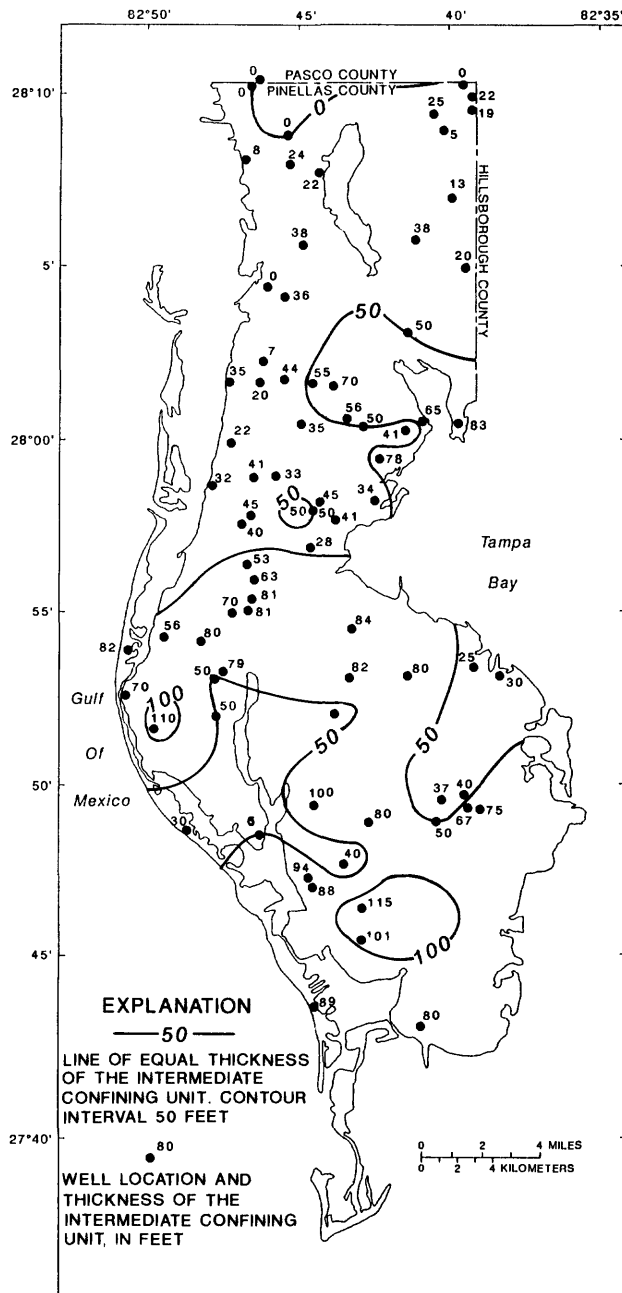 82°50' 45' 40' 82°35'
0 PASCO COUNTY 0
28°10' 0 PINELLAS COUNTY 22
0 25 19
0 5
8 24
22
HILLSBOROUGH COUNTY
13
38 38
20
5' 0
36
50 50
7
35 44 55 70
20
56 50 65
35 41 83
28°00' 22
78
41 33
32 34
45 50 45
50 50 41
40
28 Tampa
53 Bay
63
81
55' 70 81
84
56 80
82 25
79 82 80 30
50
70
Gulf 100 50 50
110 50
Of
50' 40
Mexico 100 37
80 67 75
30 6 50
40
94
88
115
101 100
45'
EXPLANATION 89
50 80
LINE OF EQUAL THICKNESS
OF THE INTERMEDIATE
CONFINING UNIT. CONTOUR
INTERVAL 50 FEET
27°40' 80
0 2 4 MILES
0 2 4 KILOMETERS
WELL LOCATION AND
THICKNESS OF THE
INTERMEDIATE CONFINING
UNIT, IN FEET